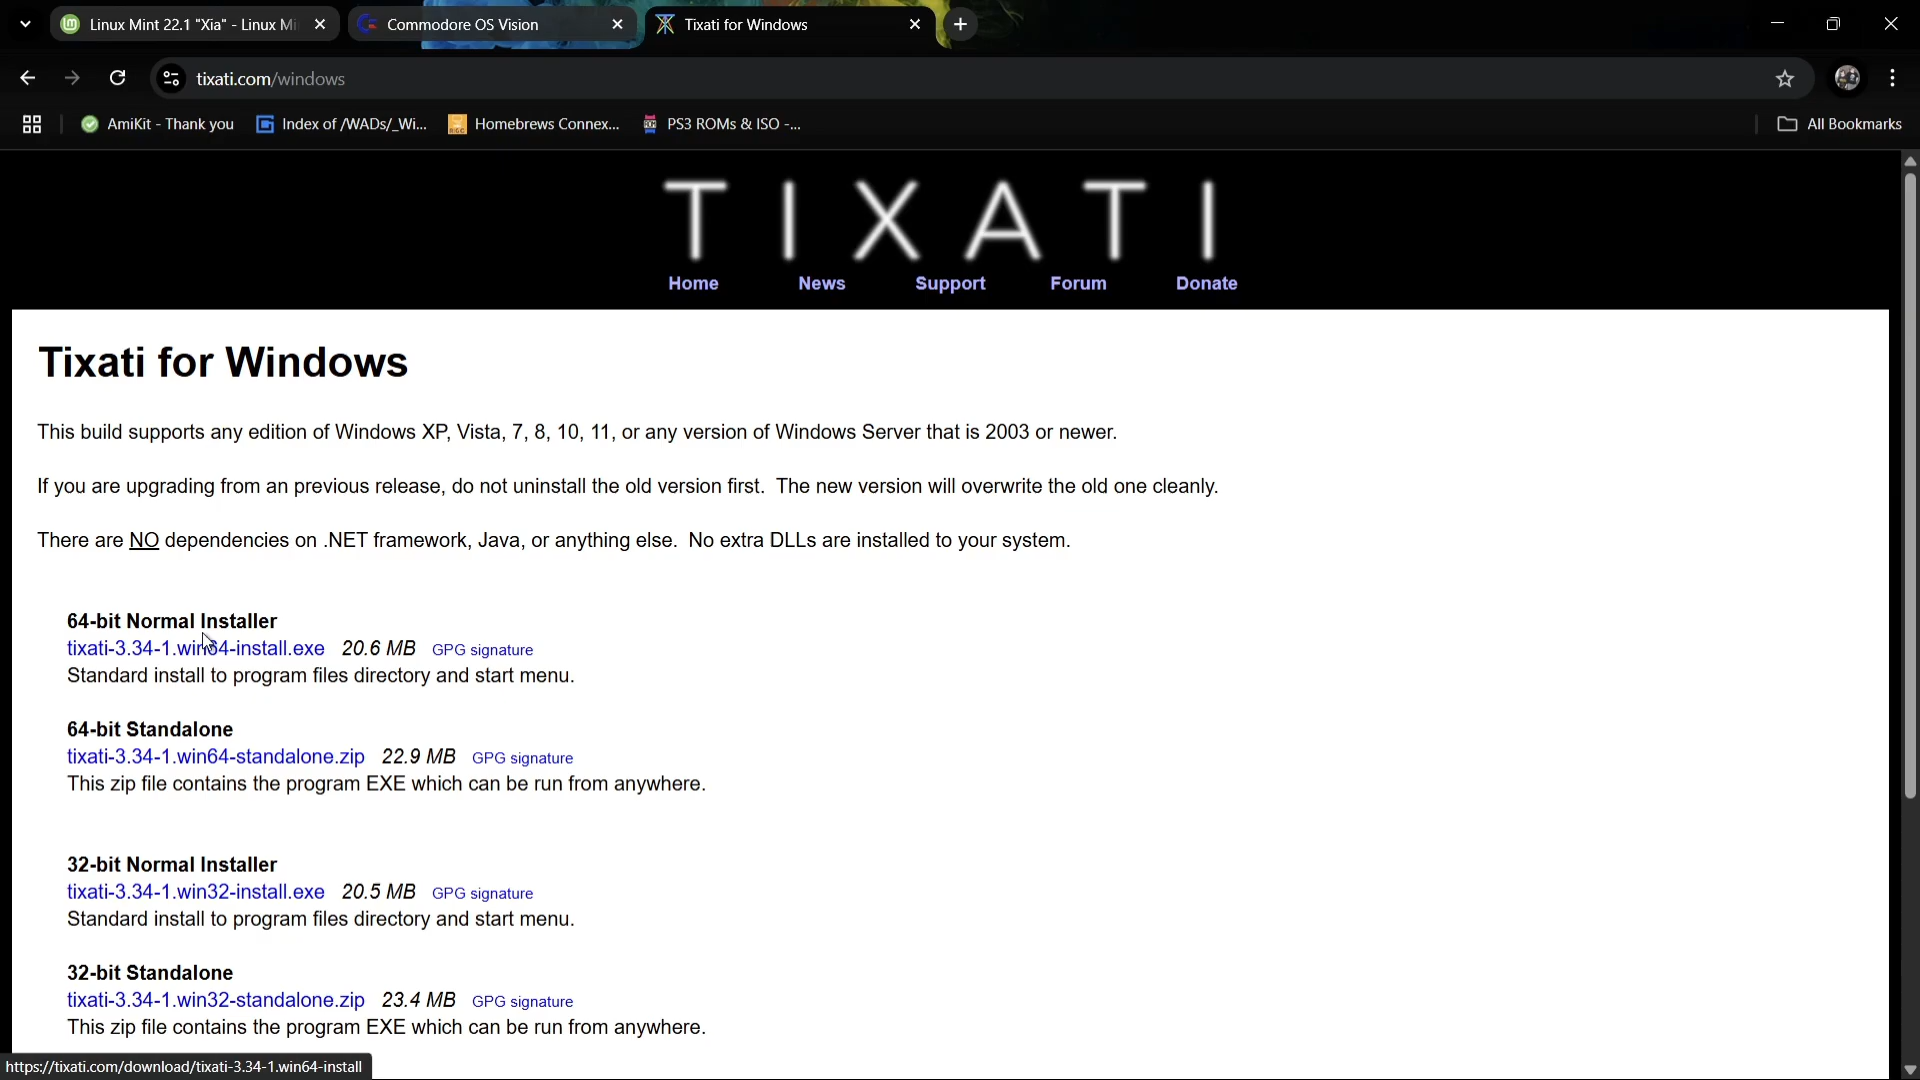 Linux Mint 22.1 "Xia" - Linux Mi
Commodore OS Vision
Tixati for Windows
tixati.com/windows
AmiKit - Thank you
Index of /WADs/_Wi...
Homebrews Connex...
PS3 ROMs & ISO -...
All Bookmarks
TIXATI
Home News Support Forum Donate
Tixati for Windows
This build supports any edition of Windows XP, Vista, 7, 8, 10, 11, or any version of Windows Server that is 2003 or newer.
If you are upgrading from an previous release, do not uninstall the old version first. The new version will overwrite the old one cleanly.
There are NO dependencies on .NET framework, Java, or anything else. No extra DLLs are installed to your system.
64-bit Normal Installer
tixati-3.34-1.win64-install.exe 20.6 MB GPG signature
Standard install to program files directory and start menu.
64-bit Standalone
tixati-3.34-1.win64-standalone.zip 22.9 MB GPG signature
This zip file contains the program EXE which can be run from anywhere.
32-bit Normal Installer
tixati-3.34-1.win32-install.exe 20.5 MB GPG signature
Standard install to program files directory and start menu.
32-bit Standalone
tixati-3.34-1.win32-standalone.zip 23.4 MB GPG signature
This zip file contains the program EXE which can be run from anywhere.
https://tixati.com/download/tixati-3.34-1.win64-install